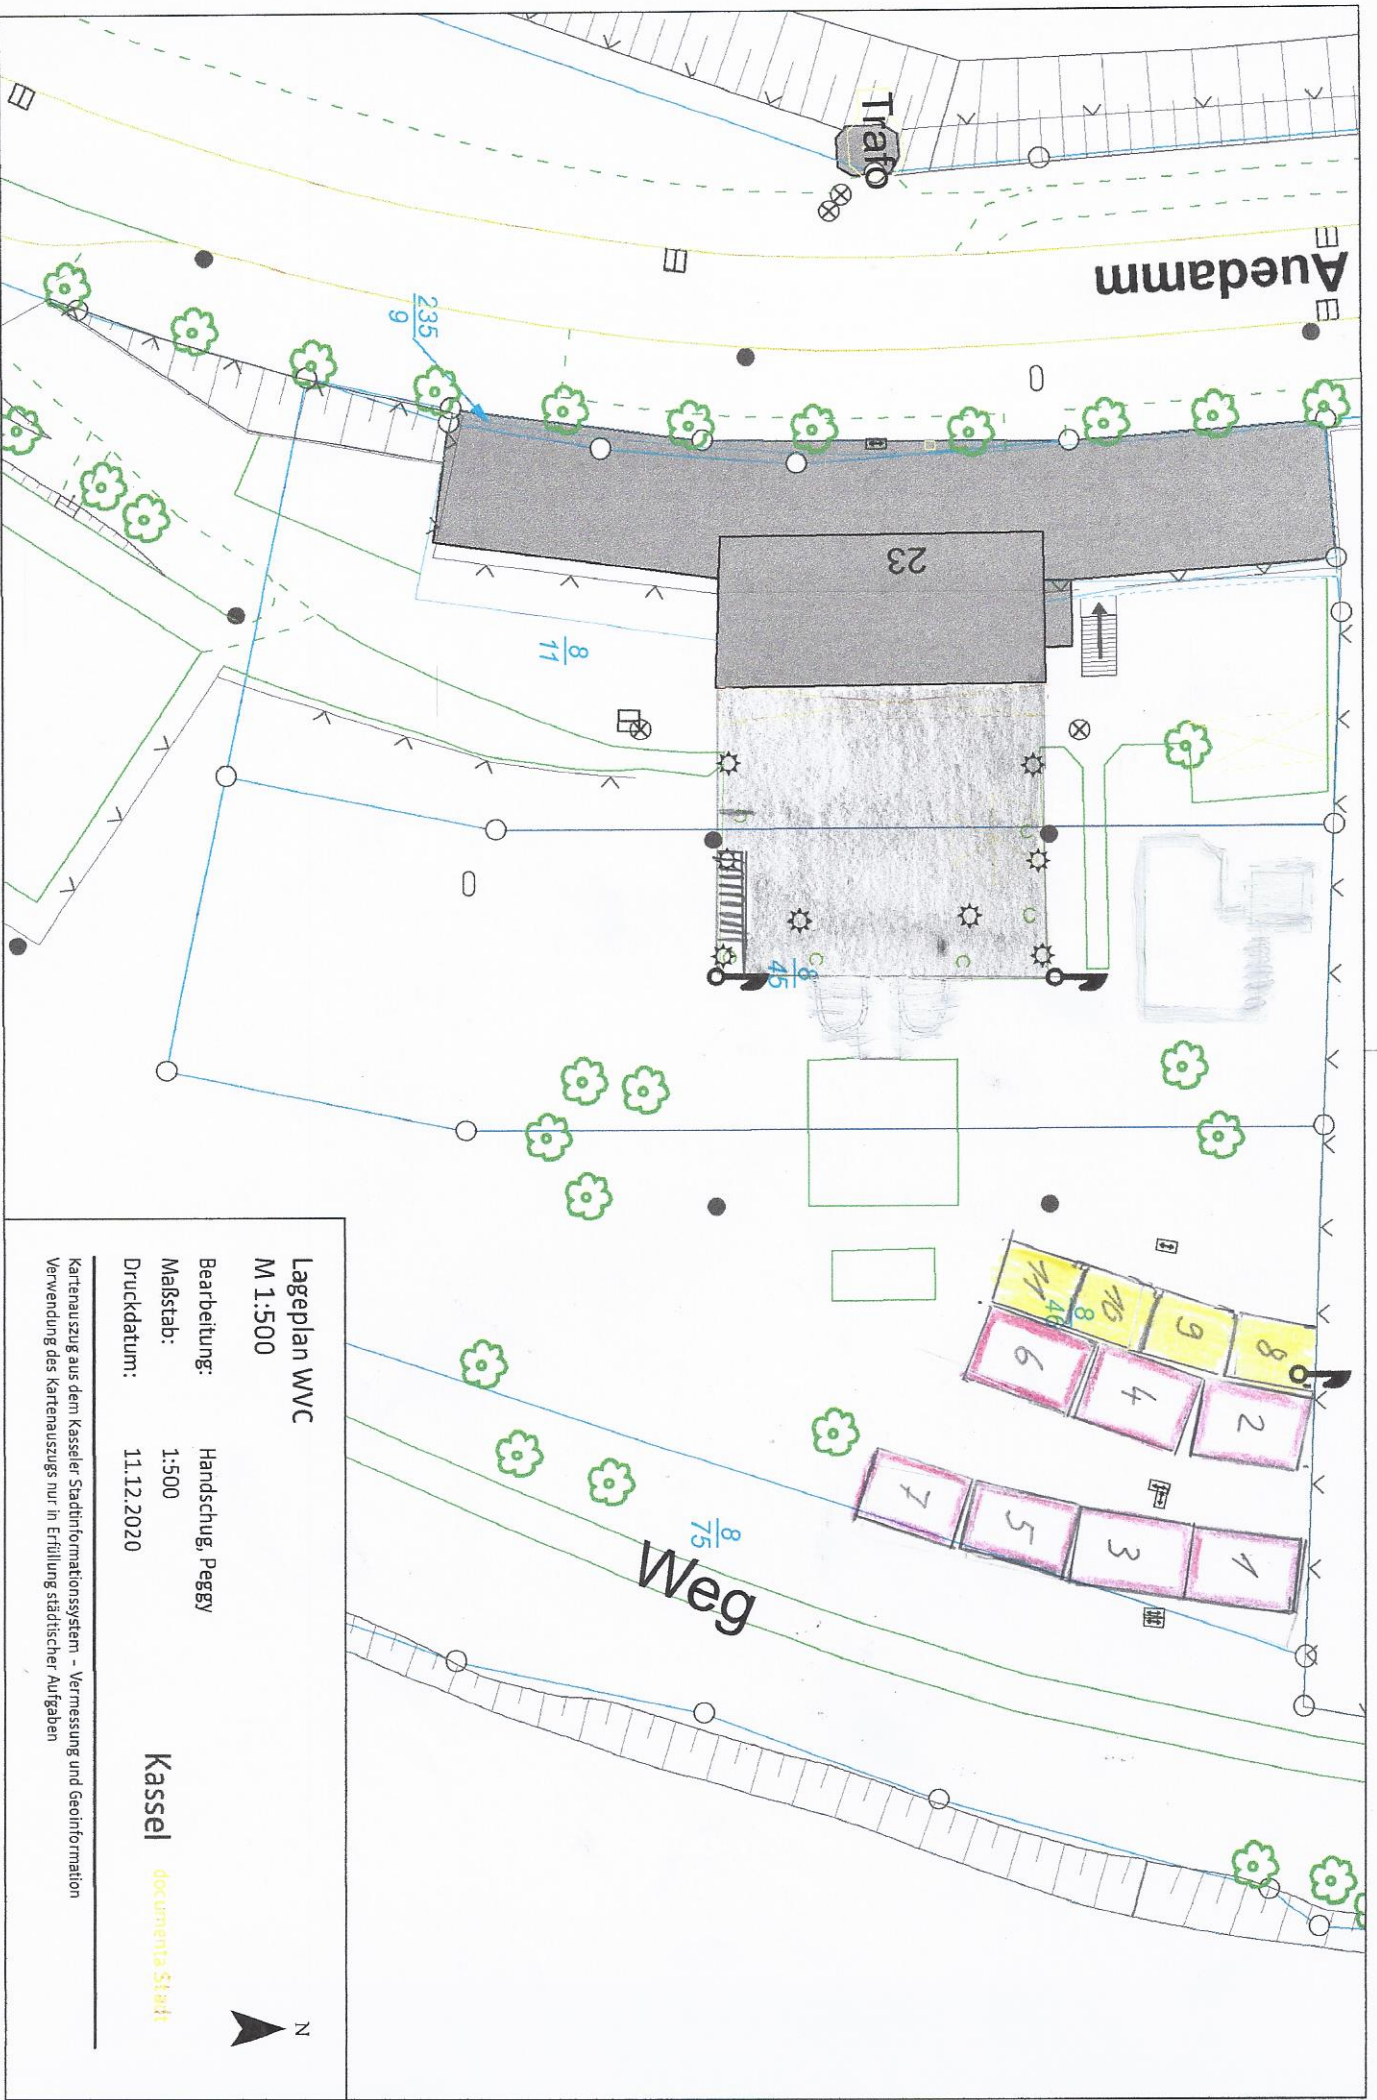 Trafo
Auedamm
235
9
23
8
11
8
45
11
10
9
8
8
46
6
4
2
7
5
3
1
8
75
Weg
Lageplan WVC
M 1:500
Bearbeitung: Handschug, Peggy
Maßstab: 1:500
Druckdatum: 11.12.2020
Kassel documenta Stadt
N
Kartenauszug aus dem Kasseler Stadtinformationssystem - Vermessung und Geoinformation
Verwendung des Kartenauszugs nur in Erfüllung städtischer Aufgaben